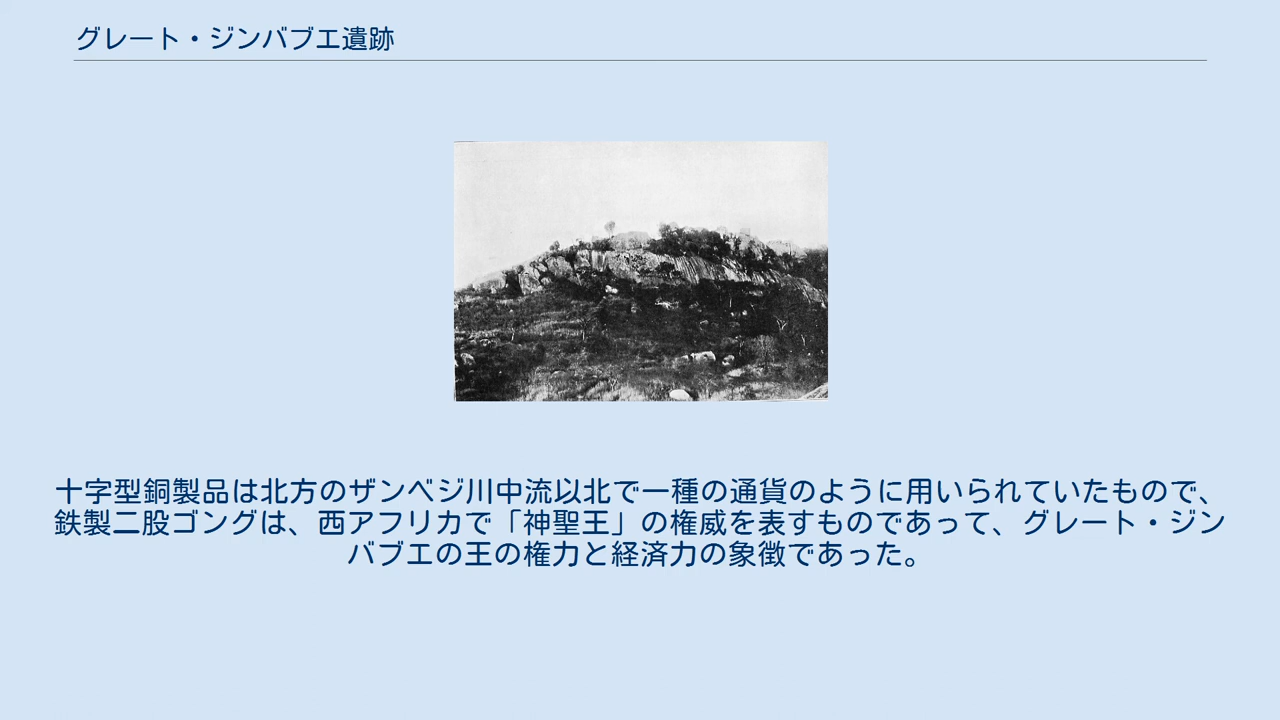 グレート・ジンバブエ遺跡
十字型銅製品は北方のザンベジ川中流以北で一種の通貨のように用いられていたもので、
鉄製二股ゴングは、西アフリカで「神聖王」の権威を表すものであって、グレート・ジン
バブエの王の権力と経済力の象徴であった。